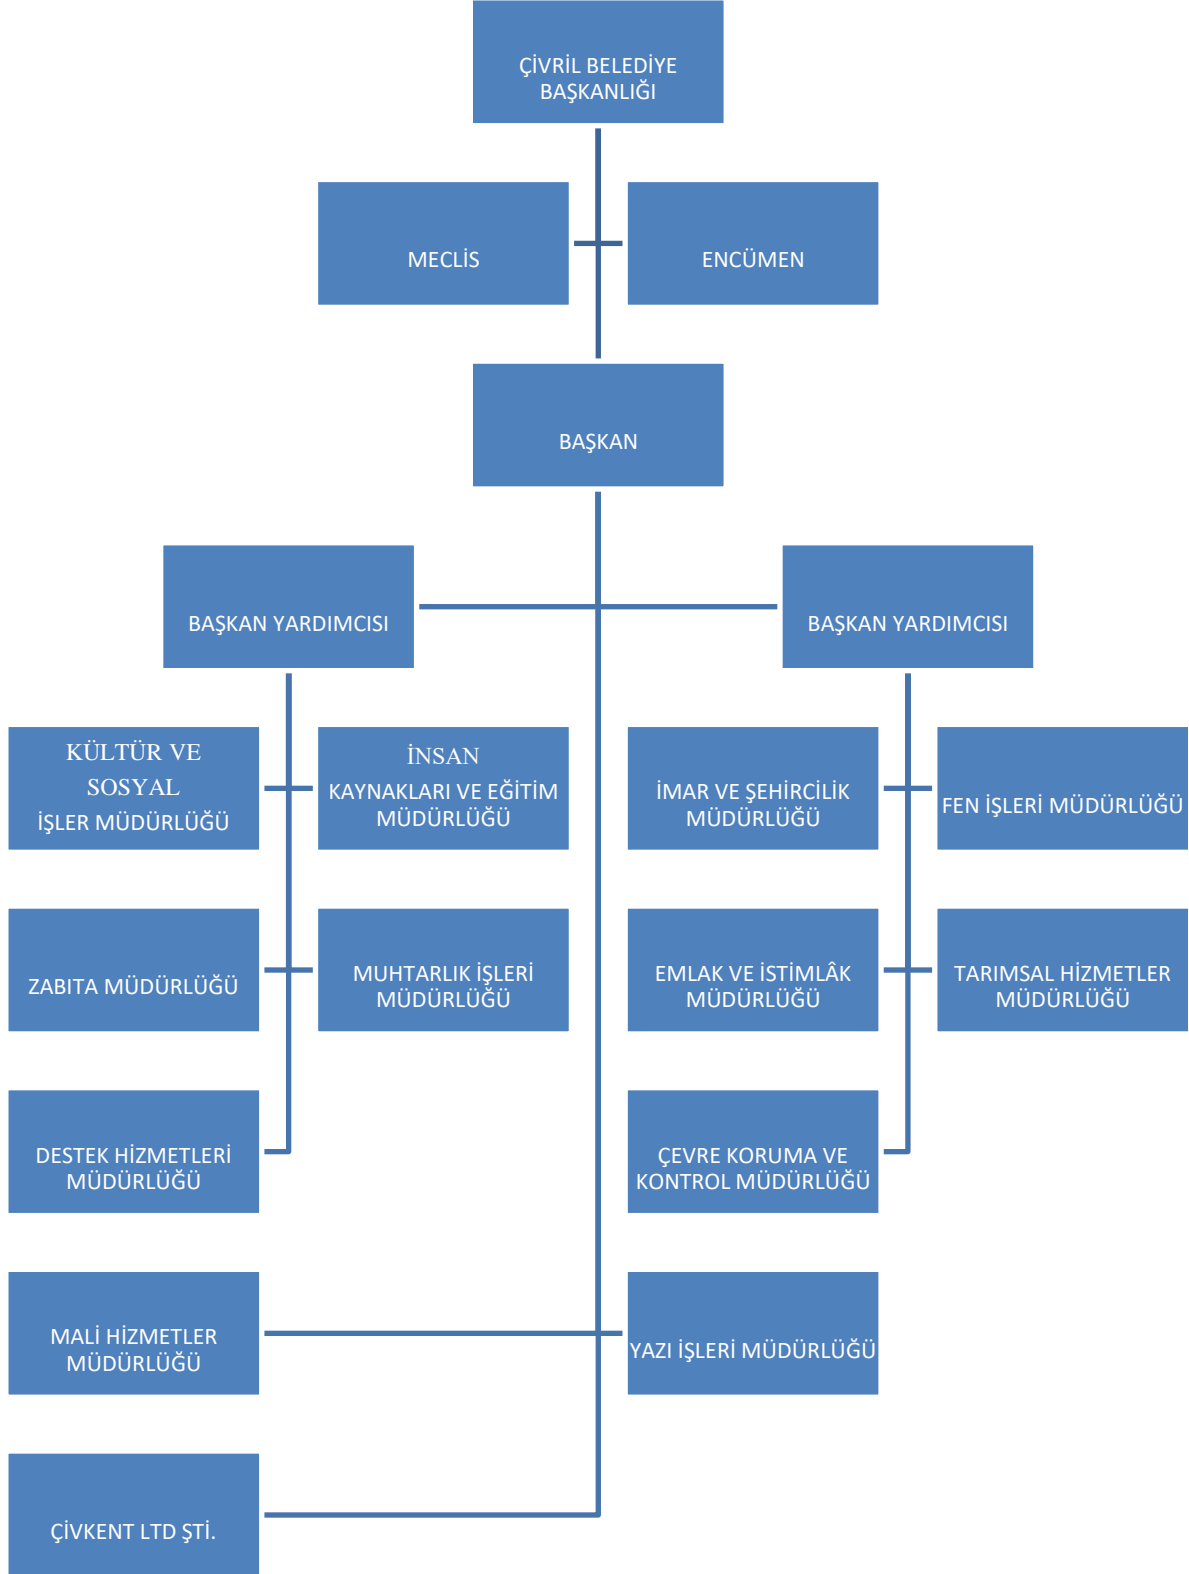 ÇİVRİL BELEDİYE
BAŞKANLIĞI
MECLİS
ENCÜMEN
BAŞKAN
BAŞKAN YARDIMCISI
BAŞKAN YARDIMCISI
KÜLTÜR VE
SOSYAL
İŞLER MÜDÜRLÜĞÜ
İNSAN
KAYNAKLARI VE EĞİTİM
MÜDÜRLÜĞÜ
İMAR VE ŞEHİRCİLİK
MÜDÜRLÜĞÜ
FEN İŞLERİ MÜDÜRLÜĞÜ
ZABITA MÜDÜRLÜĞÜ
MUHTARLIK İŞLERİ
MÜDÜRLÜĞÜ
EMLAK VE İSTİMLÂK
MÜDÜRLÜĞÜ
TARIMSAL HİZMETLER
MÜDÜRLÜĞÜ
DESTEK HİZMETLERİ
MÜDÜRLÜĞÜ
ÇEVRE KORUMA VE
KONTROL MÜDÜRLÜĞÜ
MALİ HİZMETLER
MÜDÜRLÜĞÜ
YAZI İŞLERİ MÜDÜRLÜĞÜ
ÇİVKENT LTD ŞTİ.